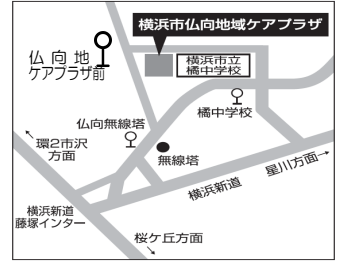 横浜市仏向地域ケアプラザ
仏向地
ケアプラザ前
横浜市立
橘中学校
橘中学校
仏向無線塔
環2市沢
方面
無線塔
星川方面→
横浜新道
横浜新道
藤塚インター
桜ケ丘方面